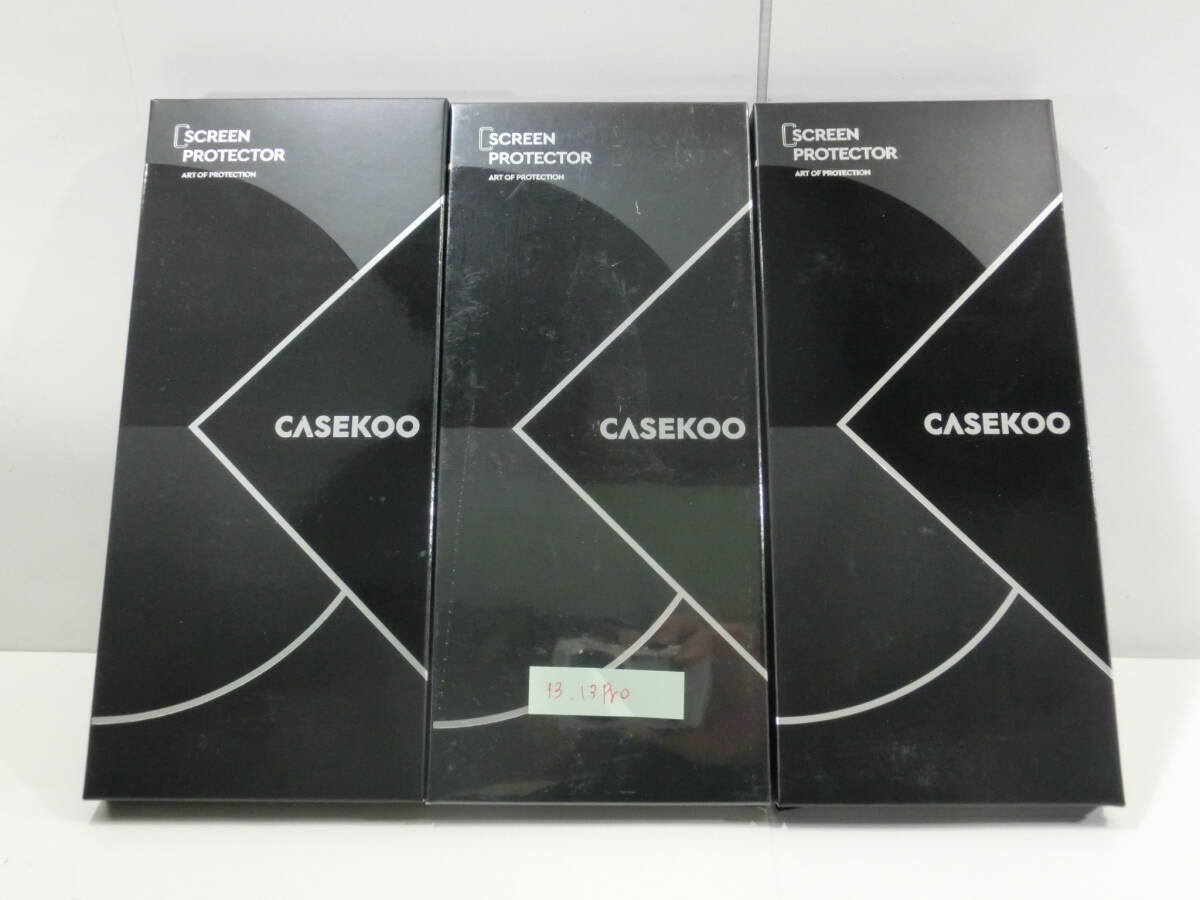 SCREEN
PROTECTOR
ART OF PROTECTION
CASEKOO
SCREEN
PROTECTOR
ART OF PROTECTION
CASEKOO
13.13Pro
SCREEN
PROTECTOR
ART OF PROTECTION
CASEKOO